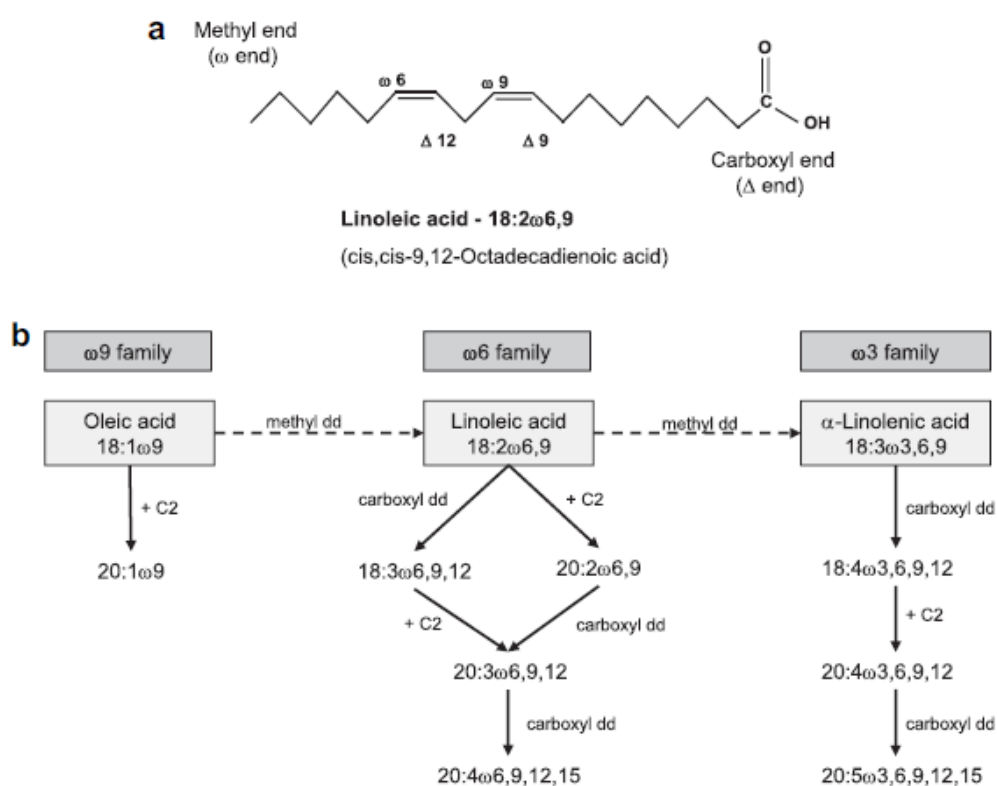 a
Methyl end
(ω end)
ω 6
ω 9
Δ 12
Δ 9
O
C
OH
Carboxyl end
(Δ end)
Linoleic acid - 18:2ω6,9
(cis,cis-9,12-Octadecadienoic acid)
b
ω9 family
ω6 family
ω3 family
Oleic acid
18:1ω9
methyl dd
Linoleic acid
18:2ω6,9
methyl dd
α-Linolenic acid
18:3ω3,6,9
+ C2
carboxyl dd
+ C2
carboxyl dd
20:1ω9
18:3ω6,9,12
20:2ω6,9
18:4ω3,6,9,12
+ C2
carboxyl dd
+ C2
20:3ω6,9,12
20:4ω3,6,9,12
carboxyl dd
carboxyl dd
20:4ω6,9,12,15
20:5ω3,6,9,12,15